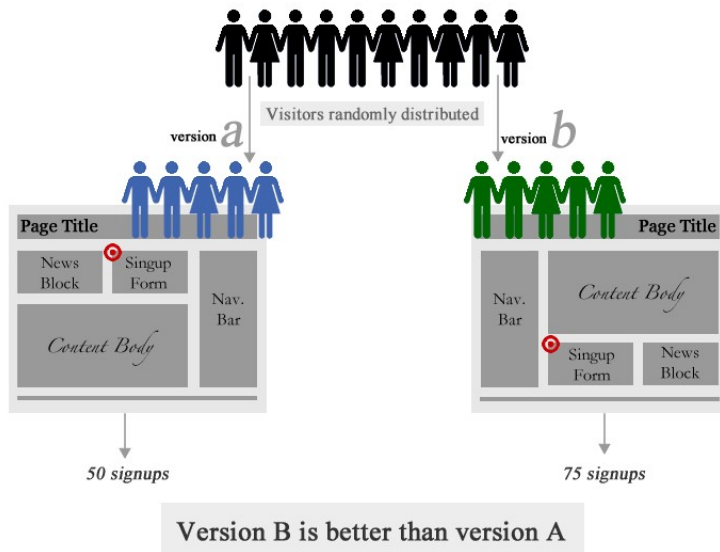 Visitors randomly distributed
version a
version b
Page Title
News
Block
Singup
Form
Nav.
Bar
Content Body
50 signups
Page Title
Nav.
Bar
Content Body
Singup
Form
News
Block
75 signups
Version B is better than version A